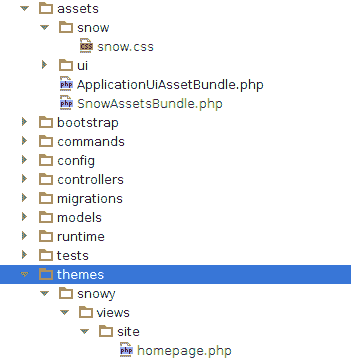 assets
snow
snow.css
ui
ApplicationUiAssetBundle.php
SnowAssetsBundle.php
bootstrap
commands
config
controllers
migrations
models
runtime
tests
themes
snowy
views
site
homepage.php